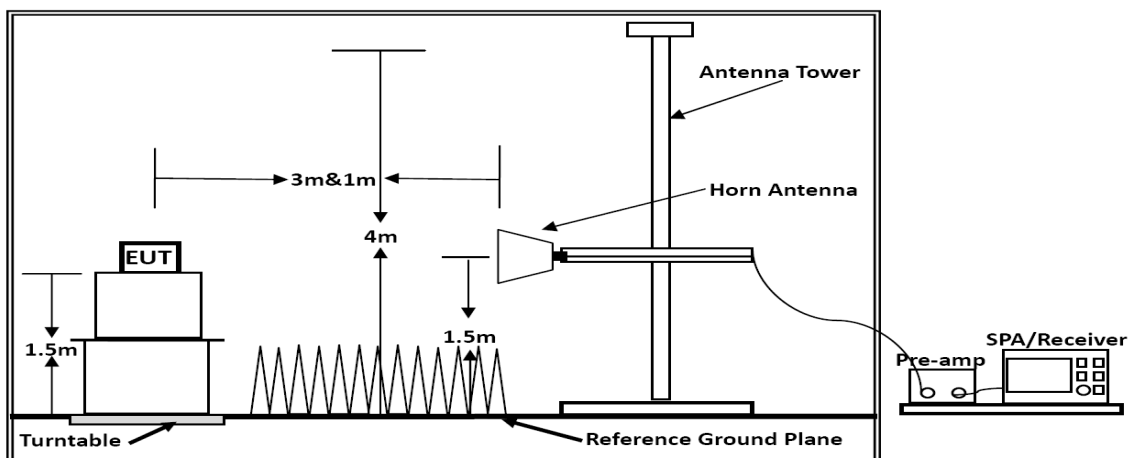 Antenna Tower
3m&1m
Horn Antenna
4m
EUT
1.5m
1.5m
SPA/Receiver
Pre-amp
Turntable
Reference Ground Plane